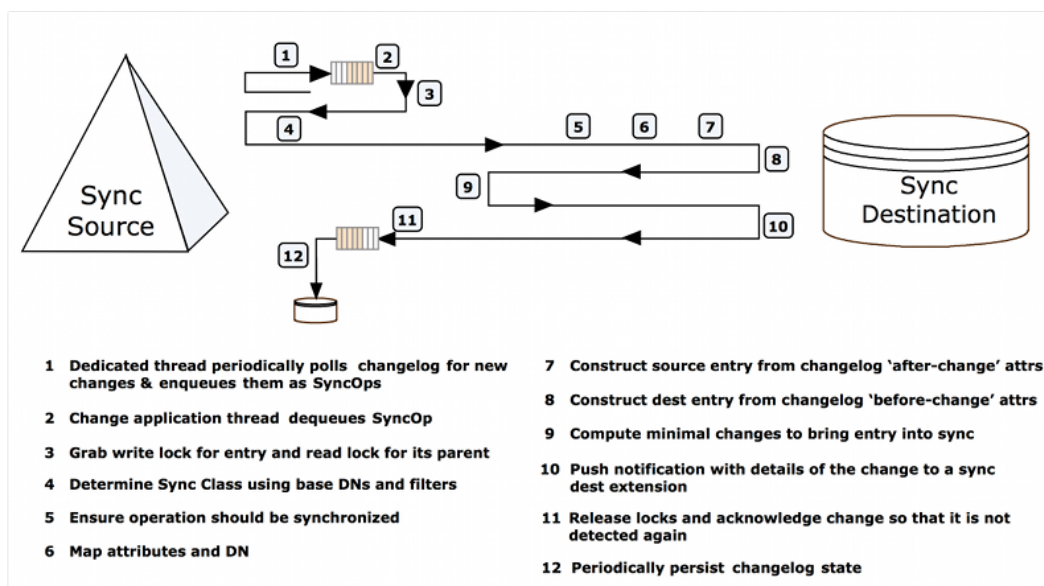 1
2
3
4
5
6
7
8
9
10
11
12
Sync
Source
Sync
Destination
1 Dedicated thread periodically polls changelog for new
changes & enqueues them as SyncOps
2 Change application thread dequeues SyncOp
3 Grab write lock for entry and read lock for its parent
4 Determine Sync Class using base DNs and filters
5 Ensure operation should be synchronized
6 Map attributes and DN
7 Construct source entry from changelog ‘after-change’ attrs
8 Construct dest entry from changelog ‘before-change’ attrs
9 Compute minimal changes to bring entry into sync
10 Push notification with details of the change to a sync
dest extension
11 Release locks and acknowledge change so that it is not
detected again
12 Periodically persist changelog state